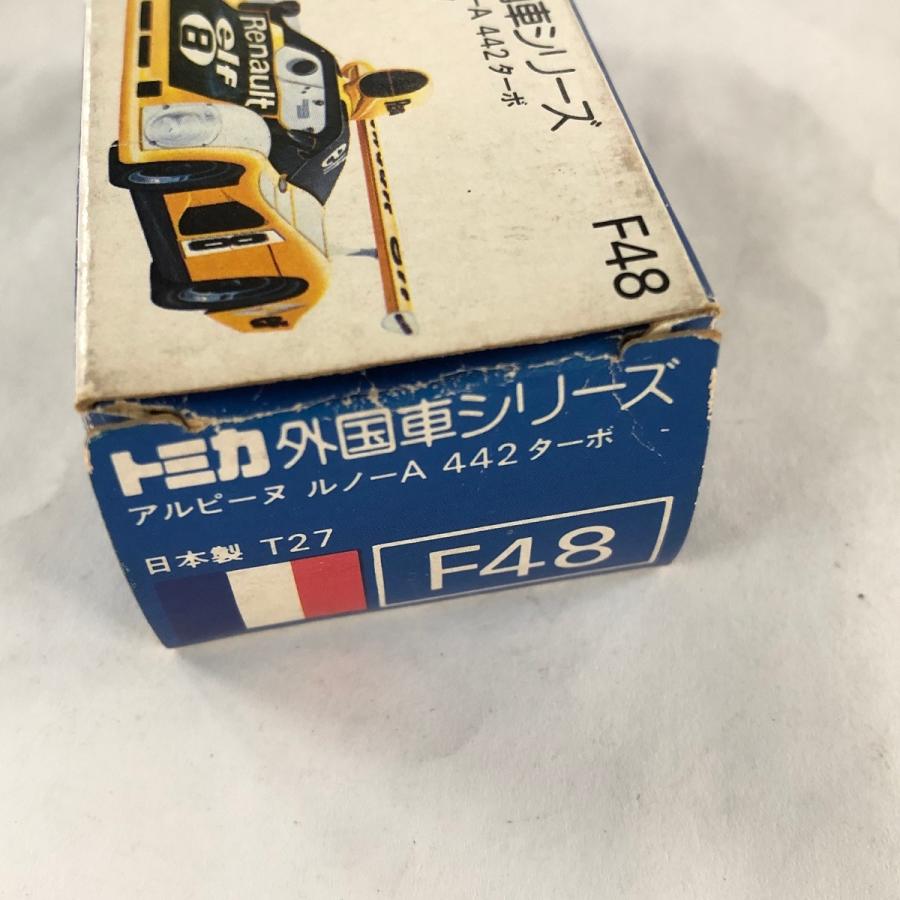 車シリーズ
A 442ターボ
F48
Renault
elf
8
8
トミカ 外国車シリーズ
アルピーヌ ルノーA 442ターボ
日本製 T27
F48